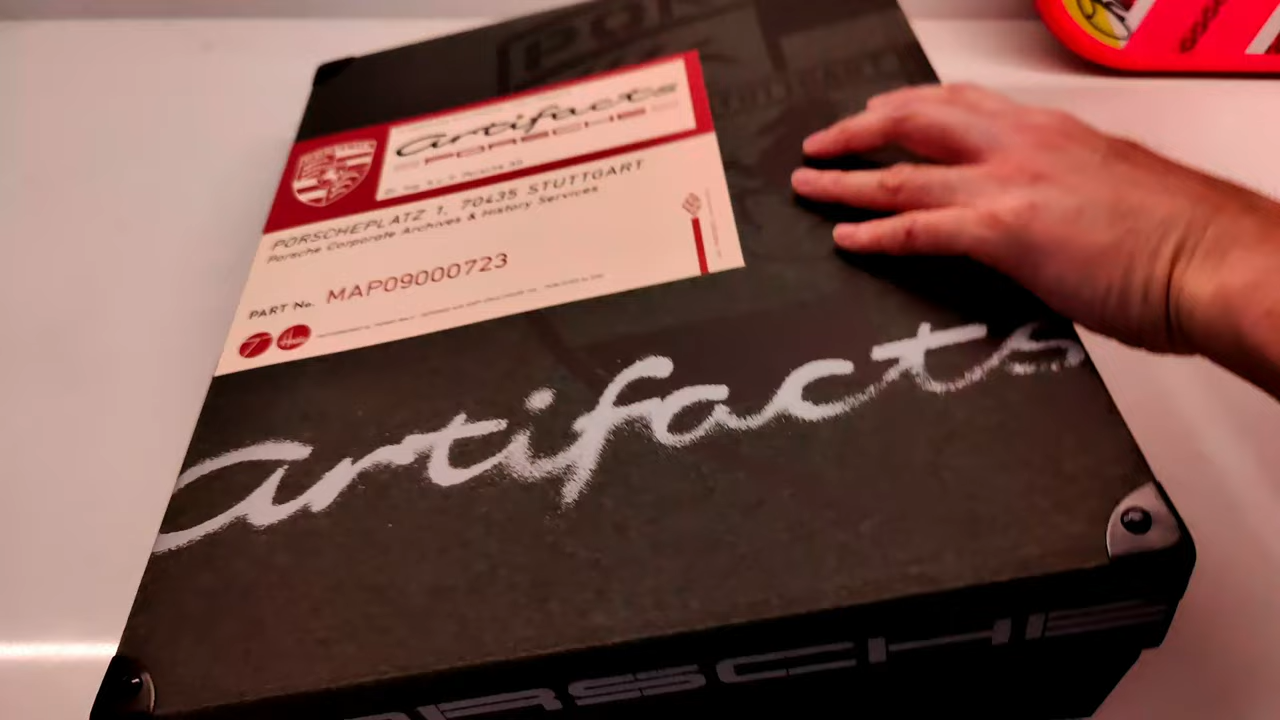 artifacts
PORSCHE
PORSCHEPLATZ 1, 70435 STUTTGART
Porsche Corporate Archives & History Services
PART No. MAP09000723
artifacts
PORSCHE